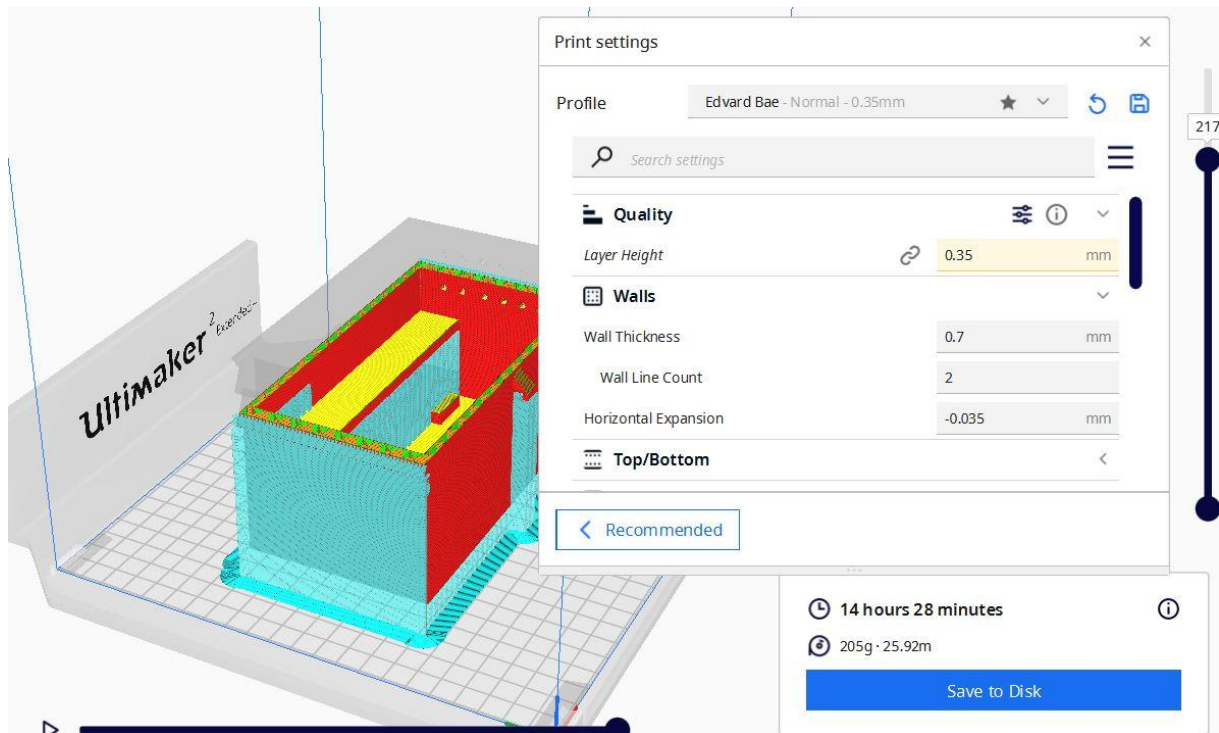 Print settings
Profile
Edvard Bae - Normal - 0.35mm
Search settings
217
Quality
Layer Height
0.35 mm
Walls
Wall Thickness
0.7 mm
Wall Line Count
2
Horizontal Expansion
-0.035 mm
Top/Bottom
Recommended
Ultimaker 2 Extended+
14 hours 28 minutes
205g · 25.92m
Save to Disk